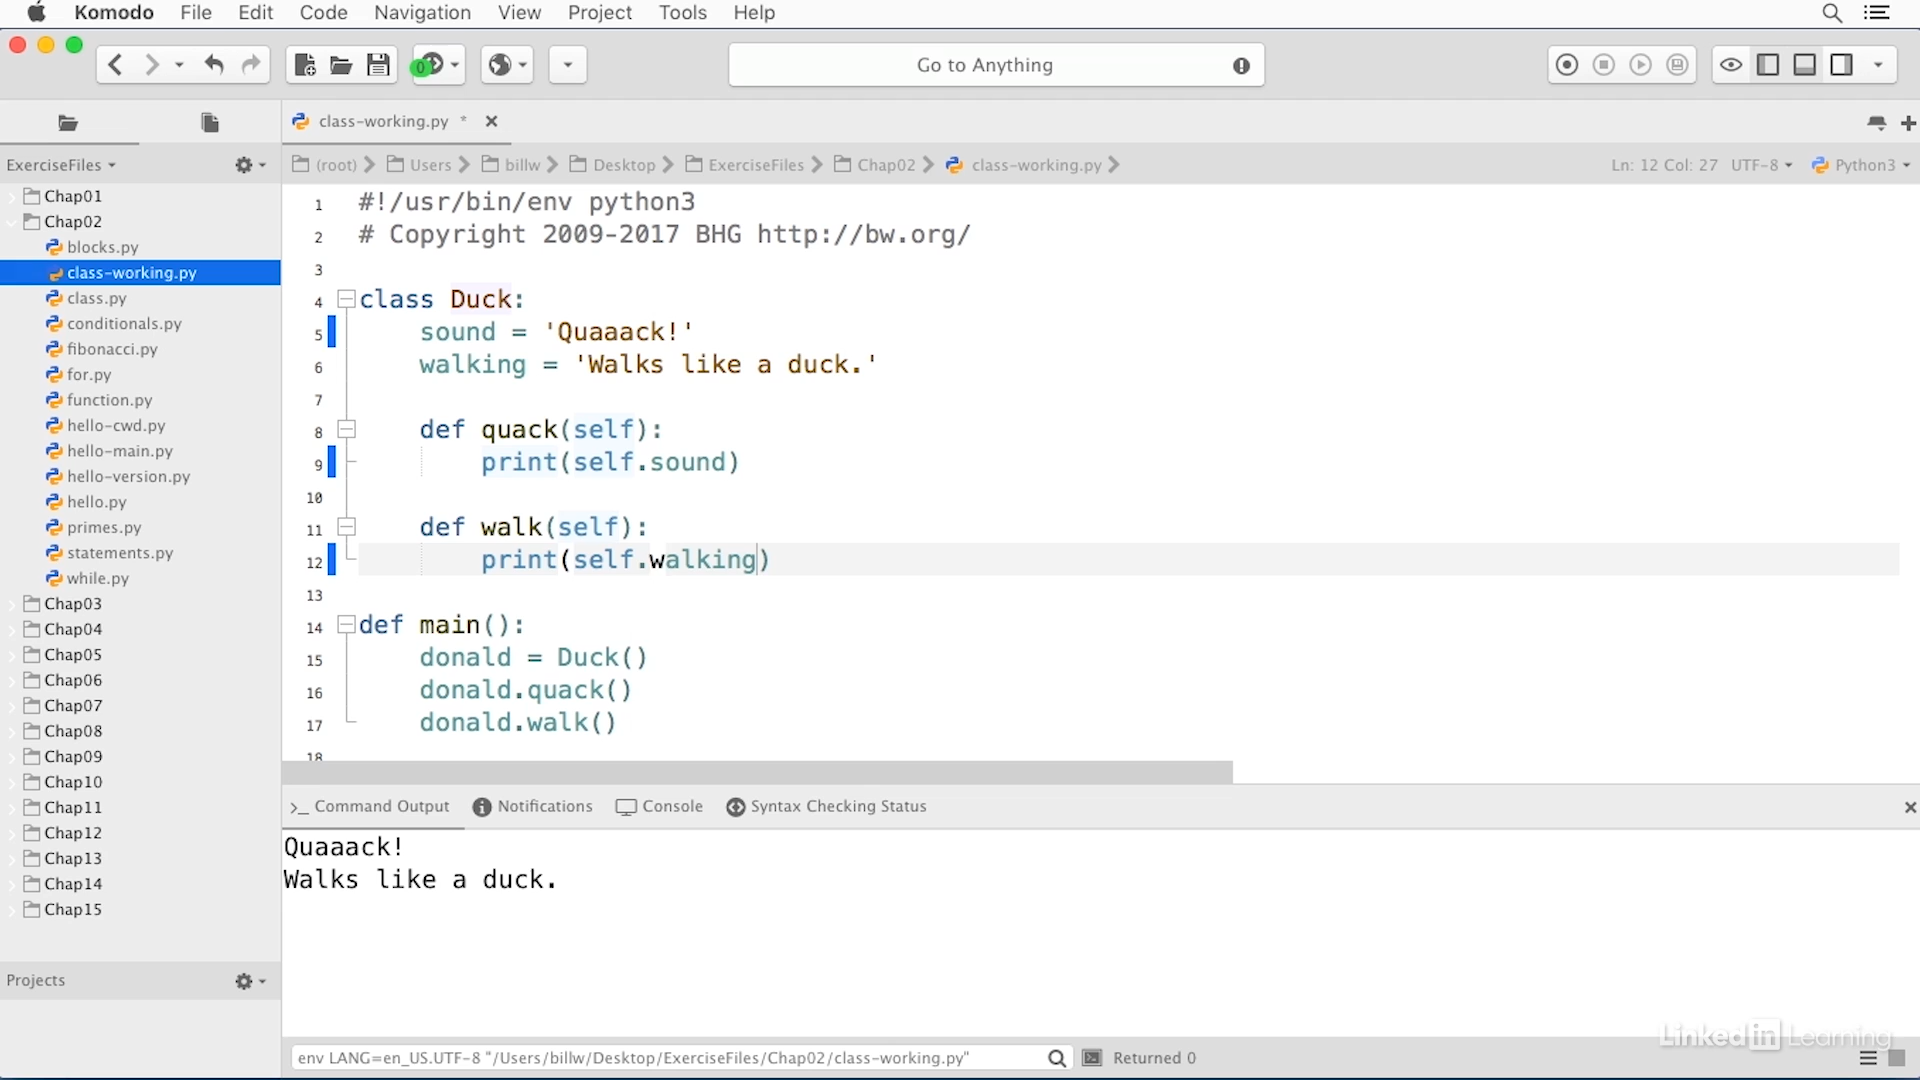 Komodo File Edit Code Navigation View Project Tools Help
0 Go to Anything
class-working.py *
ExerciseFiles (root) Users billw Desktop ExerciseFiles Chap02 class-working.py Ln: 12 Col: 27 UTF-8 Python3
Chap01
Chap02
blocks.py
class-working.py
class.py
conditionals.py
fibonacci.py
for.py
function.py
hello-cwd.py
hello-main.py
hello-version.py
hello.py
primes.py
statements.py
while.py
Chap03
Chap04
Chap05
Chap06
Chap07
Chap08
Chap09
Chap10
Chap11
Chap12
Chap13
Chap14
Chap15
Projects
1 #!/usr/bin/env python3
2 # Copyright 2009-2017 BHG http://bw.org/
3
4 class Duck:
5 sound = 'Quaaack!'
6 walking = 'Walks like a duck.'
7
8 def quack(self):
9 print(self.sound)
10
11 def walk(self):
12 print(self.walking)
13
14 def main():
15 donald = Duck()
16 donald.quack()
17 donald.walk()
18
>_ Command Output Notifications Console Syntax Checking Status
Quaaack!
Walks like a duck.
LinkedIn Learning
env LANG=en_US.UTF-8 "/Users/billw/Desktop/ExerciseFiles/Chap02/class-working.py" Returned 0